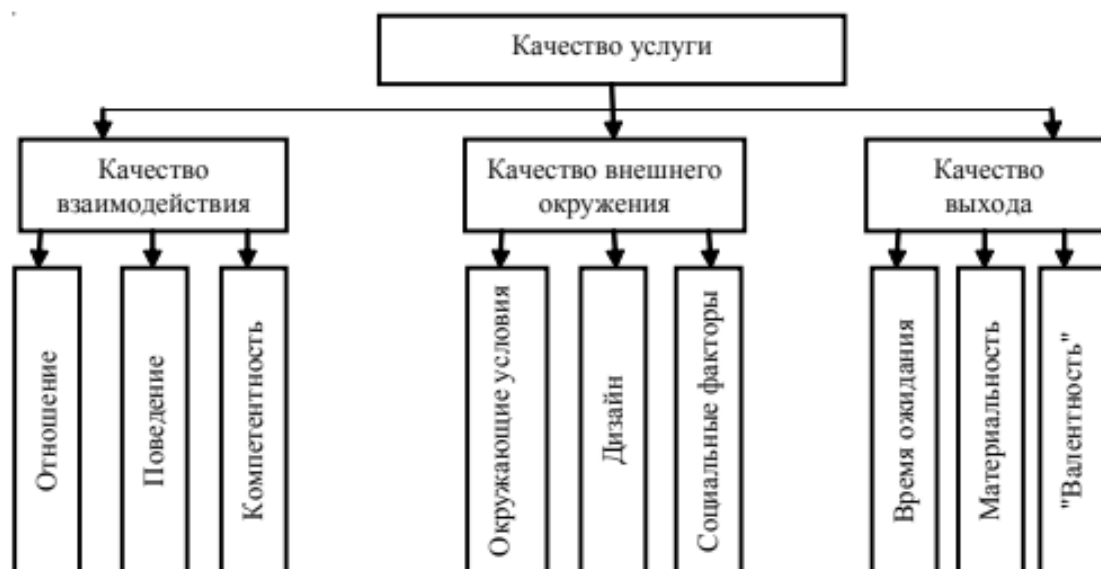 Качество услуги
Качество
взаимодействия
Качество внешнего
окружения
Качество
выхода
Отношение
Поведение
Компетентность
Окружающие условия
Дизайн
Социальные факторы
Время ожидания
Материальность
"Валентность"